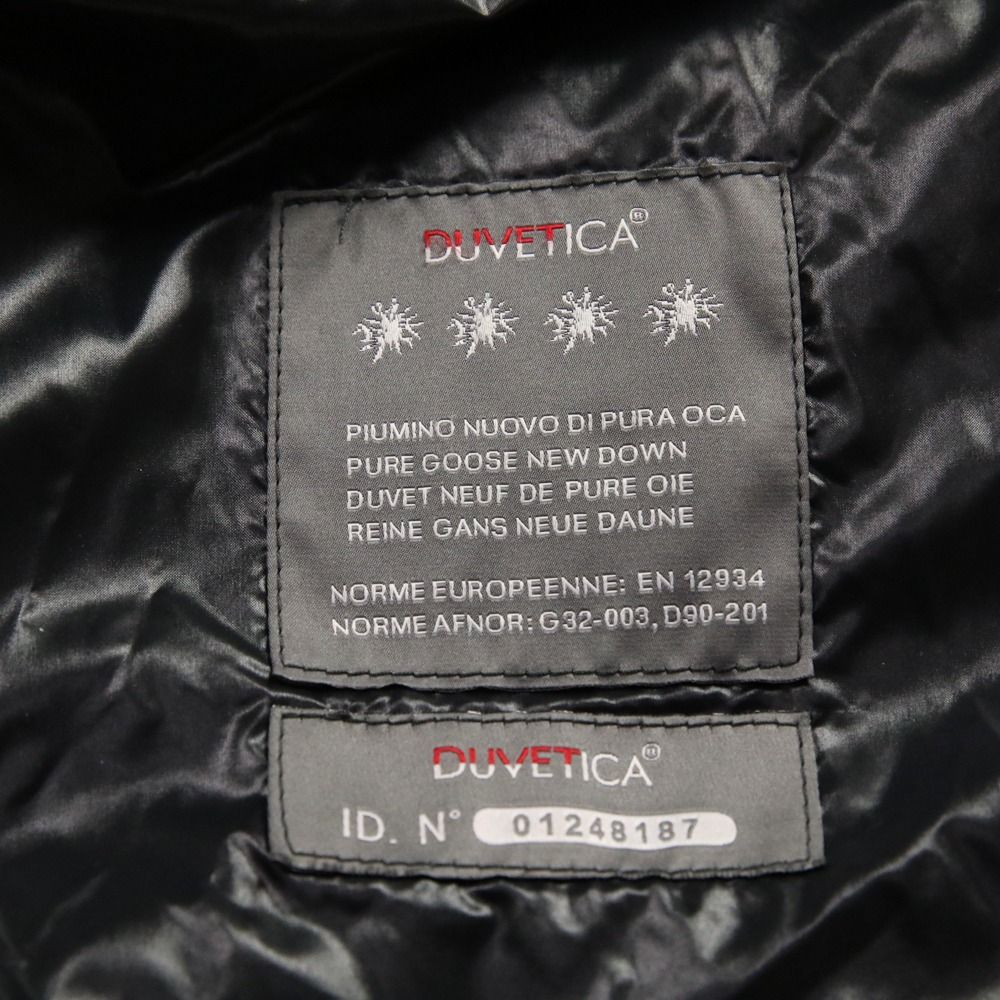 DUVETICA®
PIUMINO NUOVO DI PURA OCA
PURE GOOSE NEW DOWN
DUVET NEUF DE PURE OIE
REINE GANS NEUE DAUNE
NORME EUROPEENNE: EN 12934
NORME AFNOR: G32-003, D90-201
DUVETICA®
ID. N° 01248187